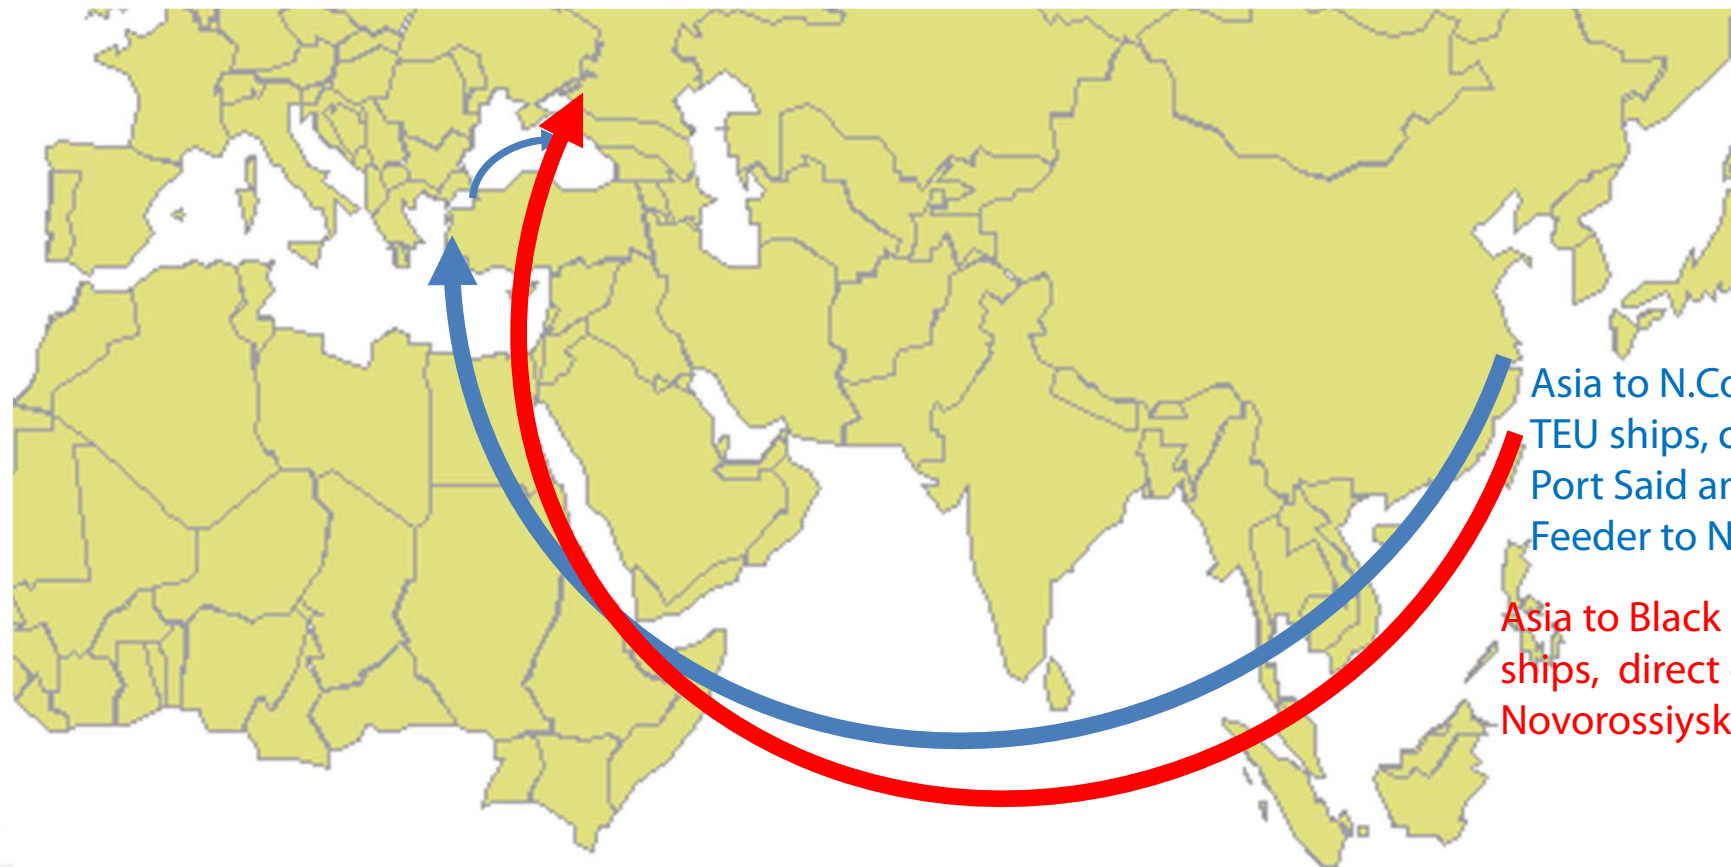 Asia to N.Co
TEU ships, c
Port Said ar
Feeder to N
Asia to Black
ships, direct
Novorossiysk